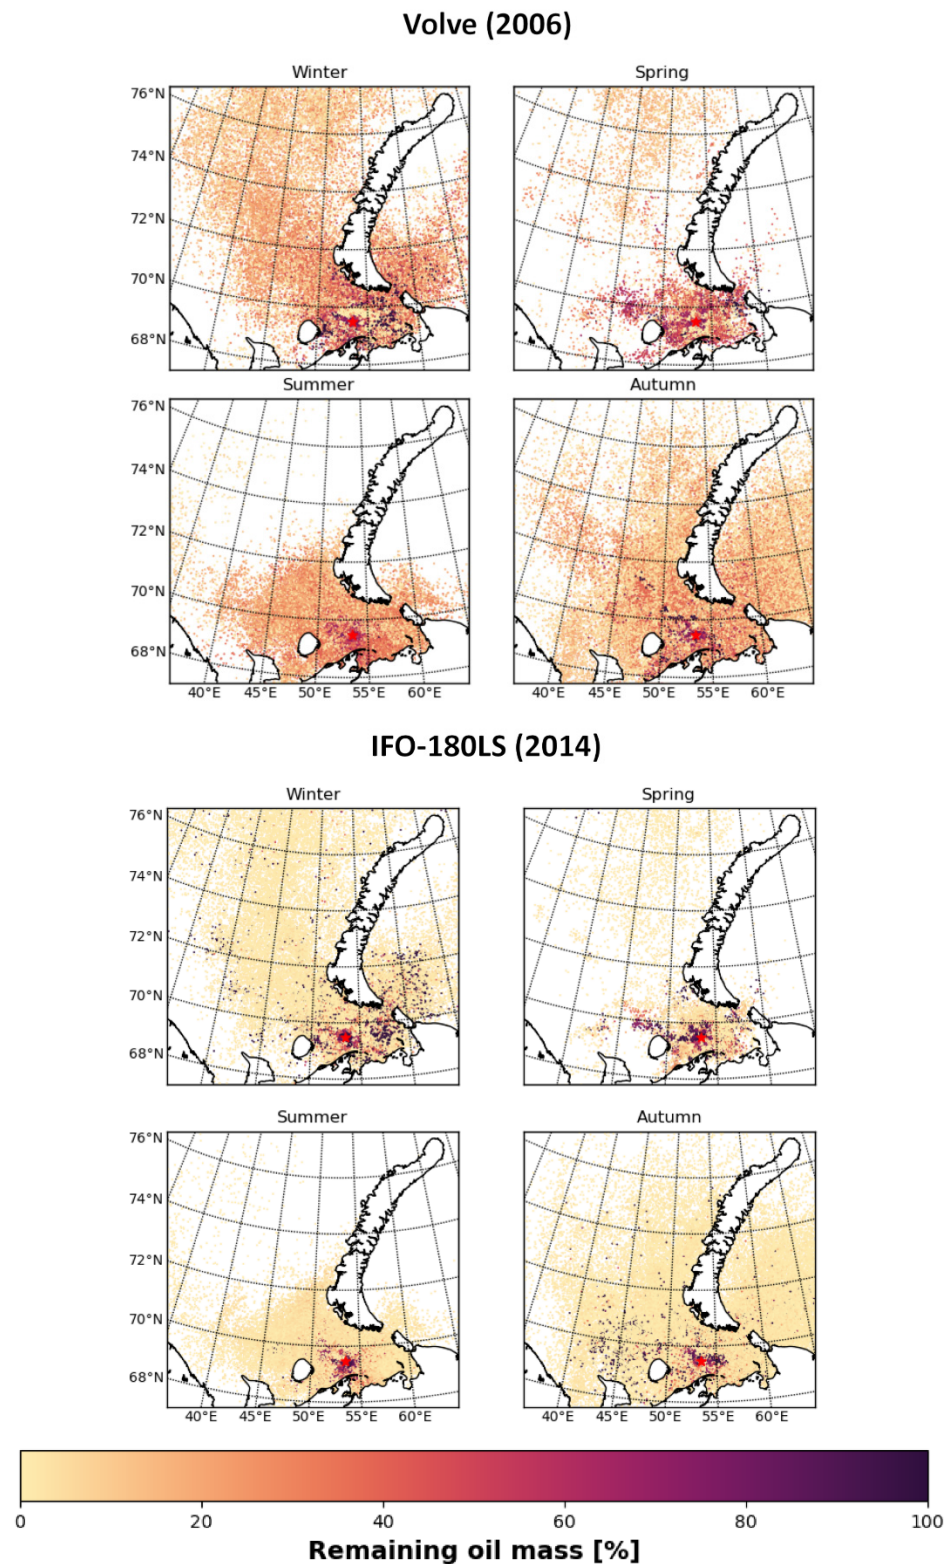 Volve (2006)
Winter Spring
76°N
74°N
72°N
70°N
68°N
Summer Autumn
76°N
74°N
72°N
70°N
68°N
40°E 45°E 50°E 55°E 60°E 40°E 45°E 50°E 55°E 60°E
IFO-180LS (2014)
Winter Spring
76°N
74°N
72°N
70°N
68°N
Summer Autumn
76°N
74°N
72°N
70°N
68°N
40°E 45°E 50°E 55°E 60°E 40°E 45°E 50°E 55°E 60°E
0 20 40 60 80 100
Remaining oil mass [%]